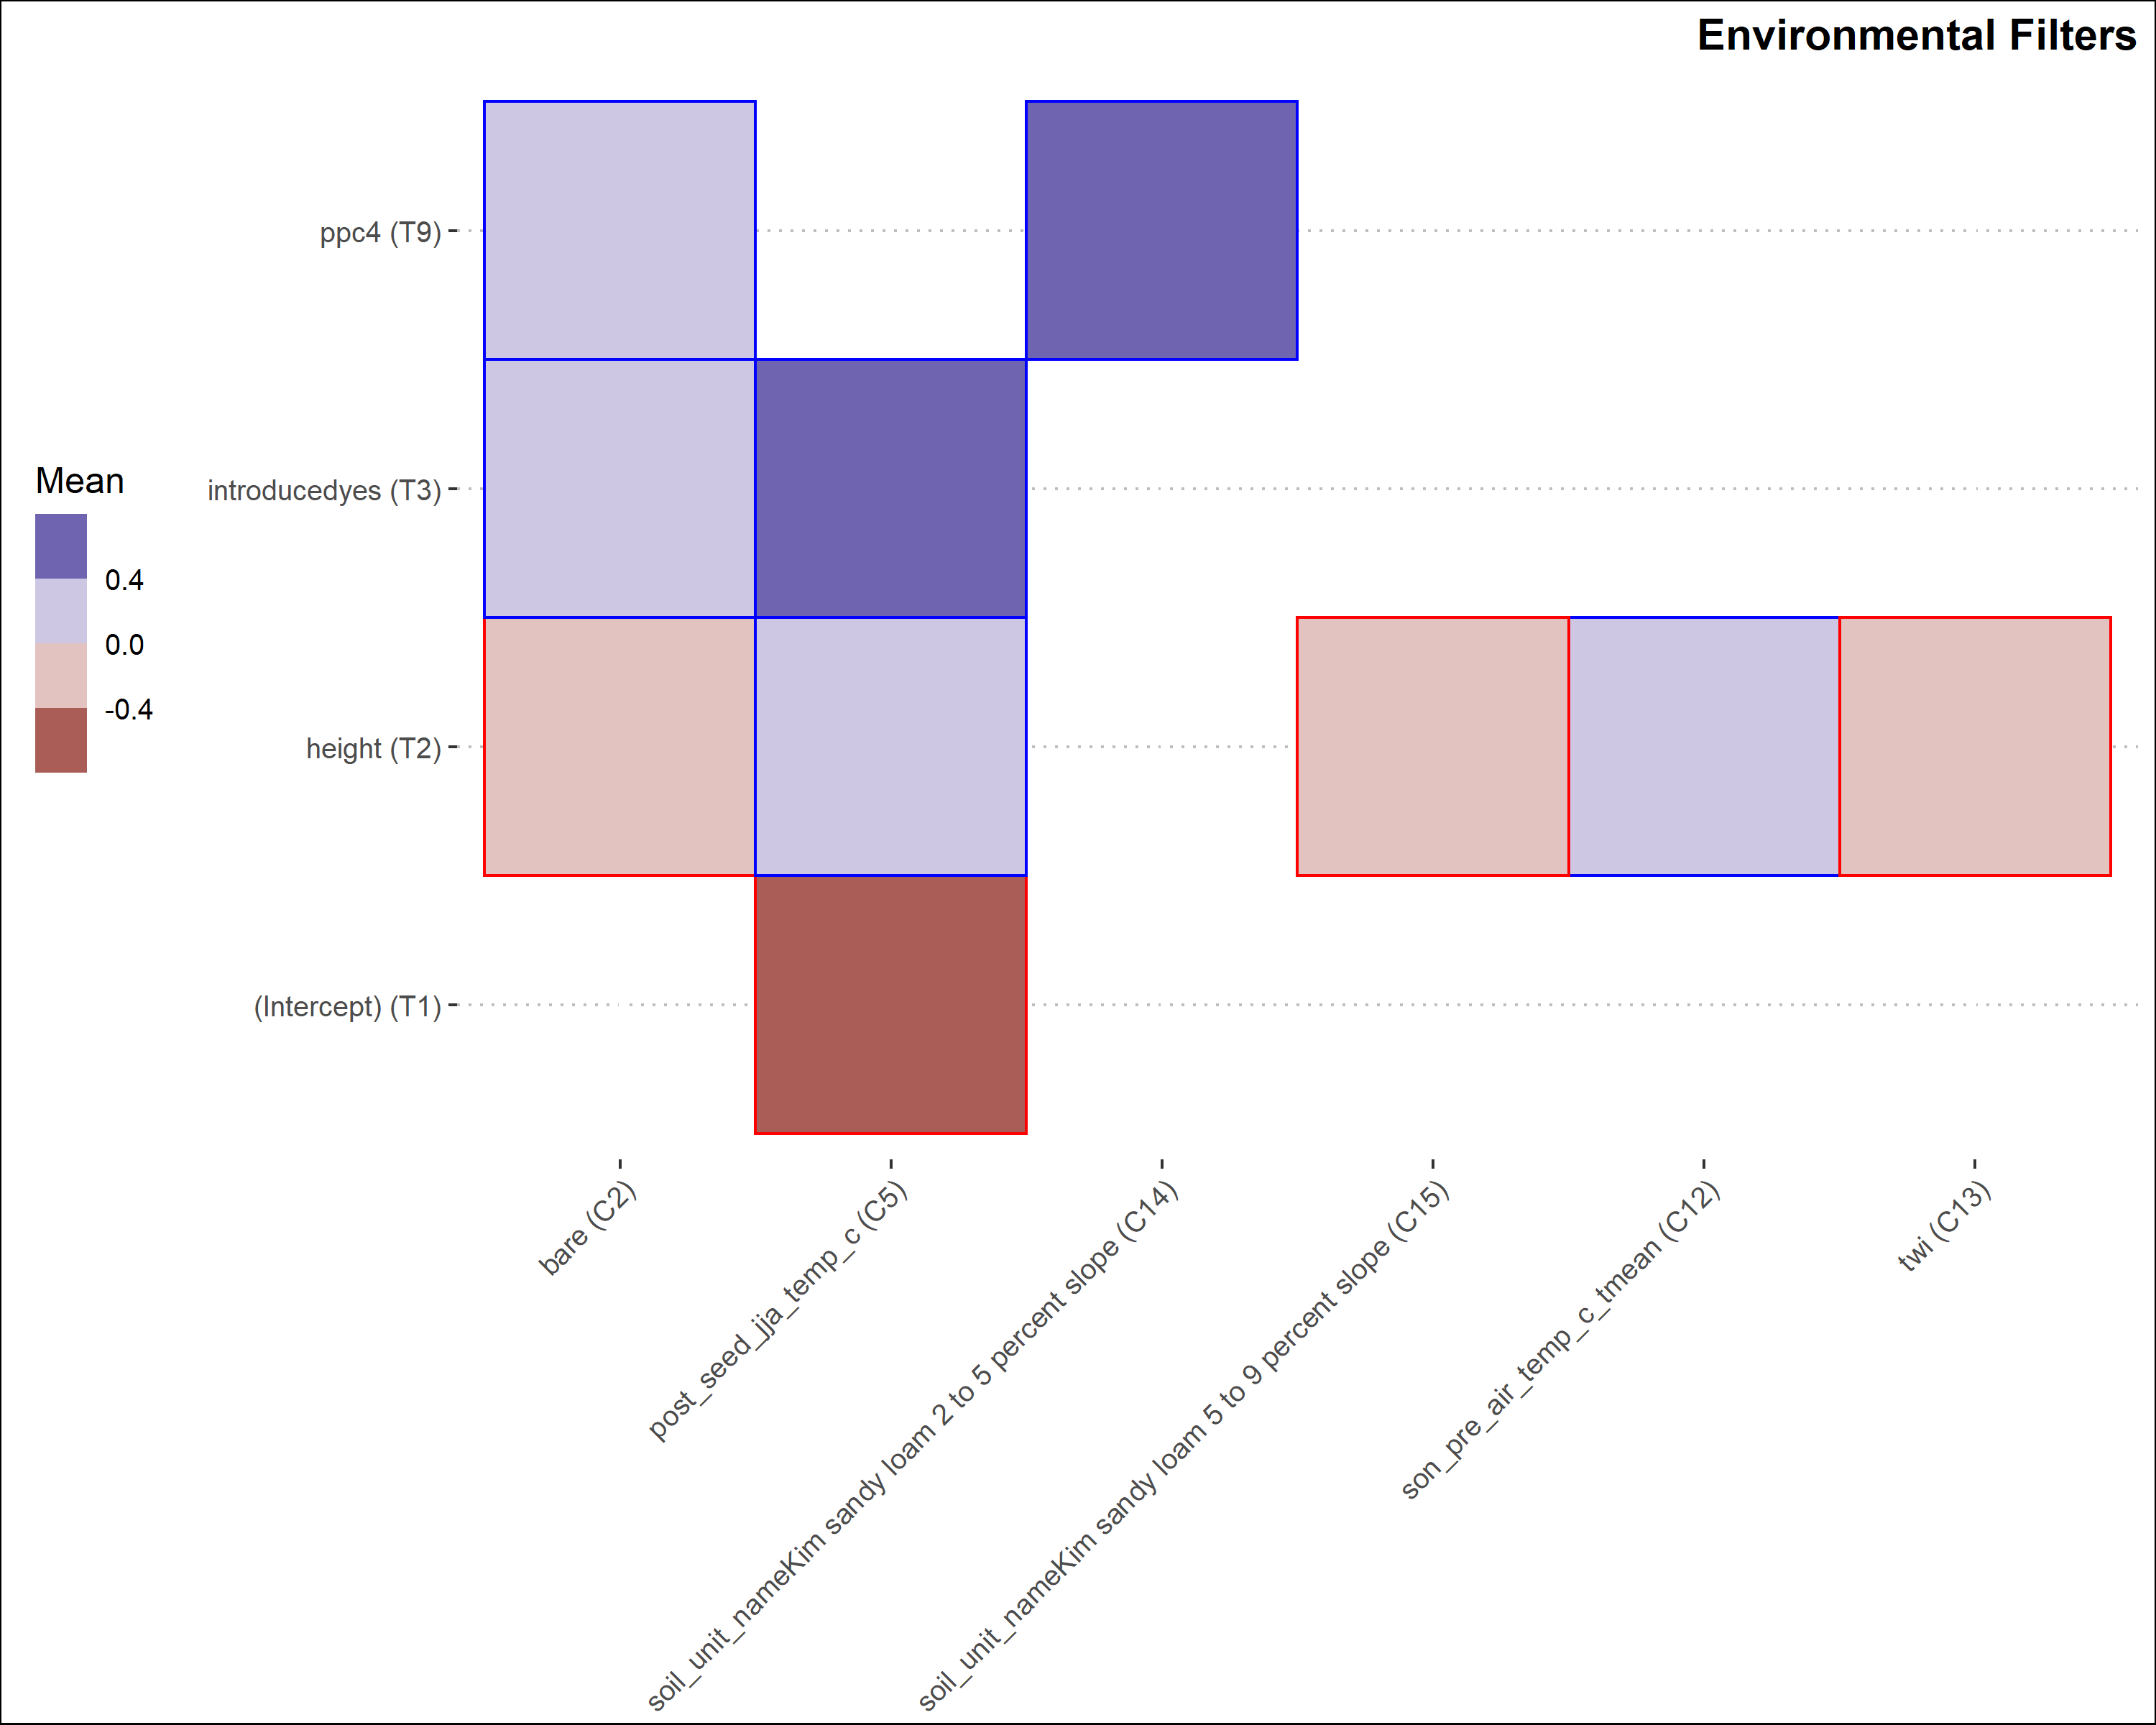 Environmental Filters
ppc4 (T9)
introducedyes (T3)
height (T2)
(Intercept) (T1)
Mean
0.4
0.0
-0.4
bare (C2)
post_seed_jja_temp_c (C5)
soil_unit_nameKim sandy loam 2 to 5 percent slope (C14)
soil_unit_nameKim sandy loam 5 to 9 percent slope (C15)
son_pre_air_temp_c_tmean (C12)
twi (C13)